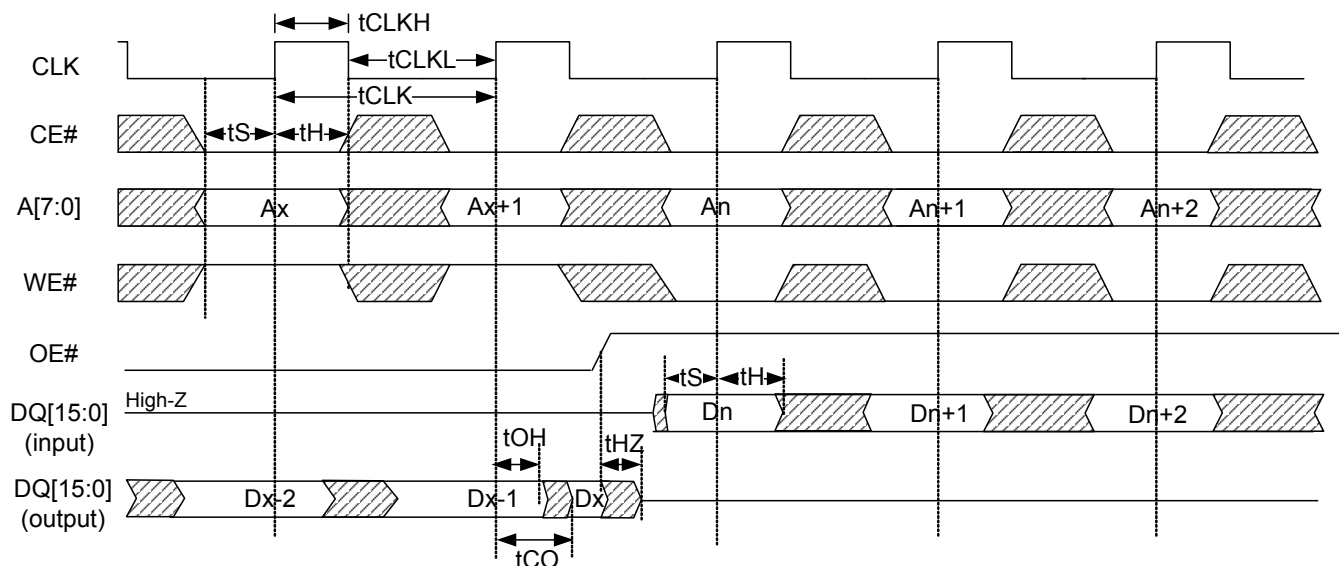 tCLKH
CLK
tCLKL
tCLK
CE#
tS
tH
A[7:0]
Ax
Ax+1
An
An+1
An+2
WE#
OE#
tS
tH
High-Z
DQ[15:0]
(input)
Dn
Dn+1
Dn+2
tOH
tHZ
DQ[15:0]
(output)
Dx-2
Dx-1
Dx
tCO